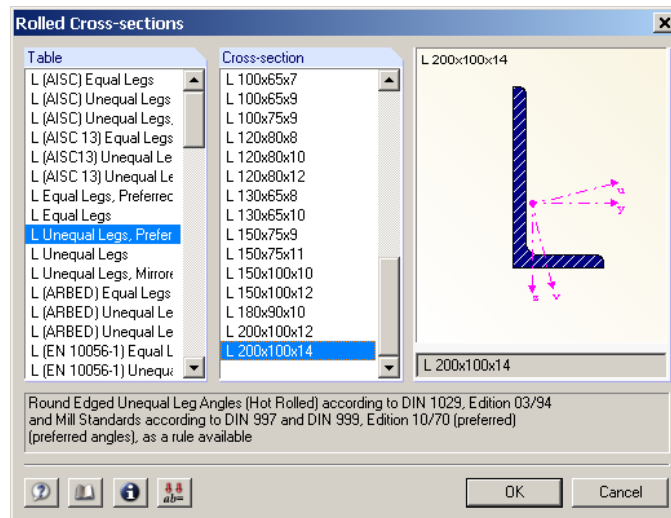 Rolled Cross-sections
Table
L (AISC) Equal Legs
L (AISC) Unequal Legs
L (AISC) Unequal Legs,
L (AISC 13) Equal Legs
L (AISC13) Unequal Le
L (AISC 13) Unequal Le
L Equal Legs, Preferrec
L Equal Legs
L Unequal Legs, Prefer
L Unequal Legs
L Unequal Legs, Mirrore
L (ARBED) Equal Legs
L (ARBED) Unequal Le
L (ARBED) Unequal Le
L (EN 10056-1) Equal L
L (EN 10056-1) Unequa
Cross-section
L 100x65x7
L 100x65x9
L 100x75x9
L 120x80x8
L 120x80x10
L 120x80x12
L 130x65x8
L 130x65x10
L 150x75x9
L 150x75x11
L 150x100x10
L 150x100x12
L 180x90x10
L 200x100x12
L 200x100x14
L 200x100x14
u
y
z
v
L 200x100x14
Round Edged Unequal Leg Angles (Hot Rolled) according to DIN 1029, Edition 03/94
and Mill Standards according to DIN 997 and DIN 999, Edition 10/70 (preferred)
(preferred angles), as a rule available
ab=
OK
Cancel